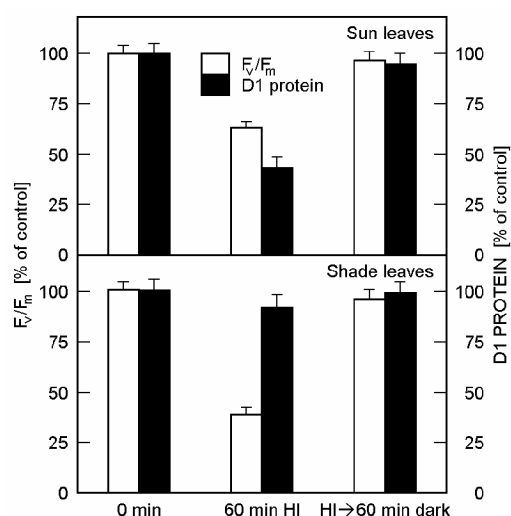 Sun leaves
Fv/Fm
D1 protein
100
75
50
25
0
100
75
50
25
0
Shade leaves
100
75
50
25
0
100
75
50
25
0
Fv/Fm [% of control]
D1 PROTEIN [% of control]
0 min 60 min HI HI→60 min dark